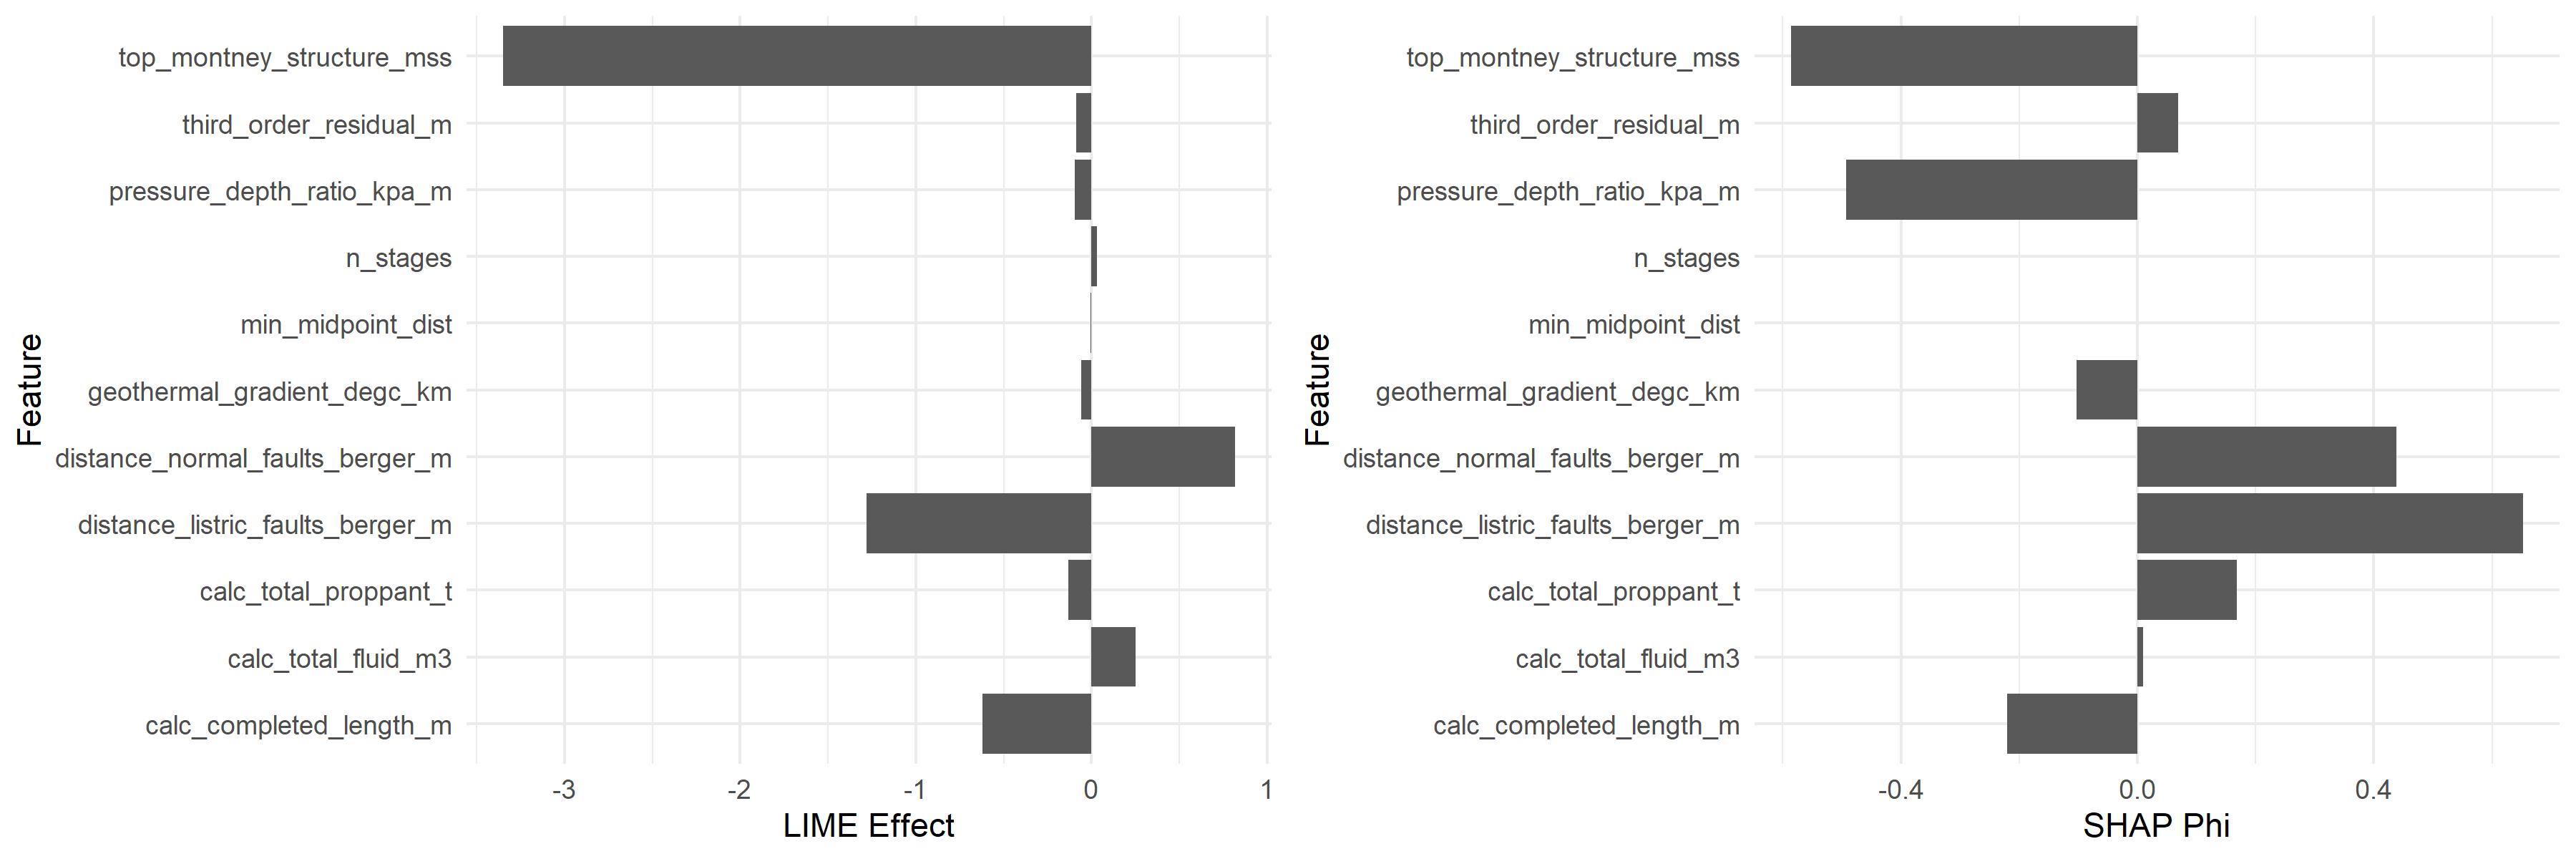 Feature
top_montney_structure_mss
third_order_residual_m
pressure_depth_ratio_kpa_m
n_stages
min_midpoint_dist
geothermal_gradient_degc_km
distance_normal_faults_berger_m
distance_listric_faults_berger_m
calc_total_proppant_t
calc_total_fluid_m3
calc_completed_length_m
-3 -2 -1 0 1
LIME Effect
Feature
top_montney_structure_mss
third_order_residual_m
pressure_depth_ratio_kpa_m
n_stages
min_midpoint_dist
geothermal_gradient_degc_km
distance_normal_faults_berger_m
distance_listric_faults_berger_m
calc_total_proppant_t
calc_total_fluid_m3
calc_completed_length_m
-0.4 0.0 0.4
SHAP Phi